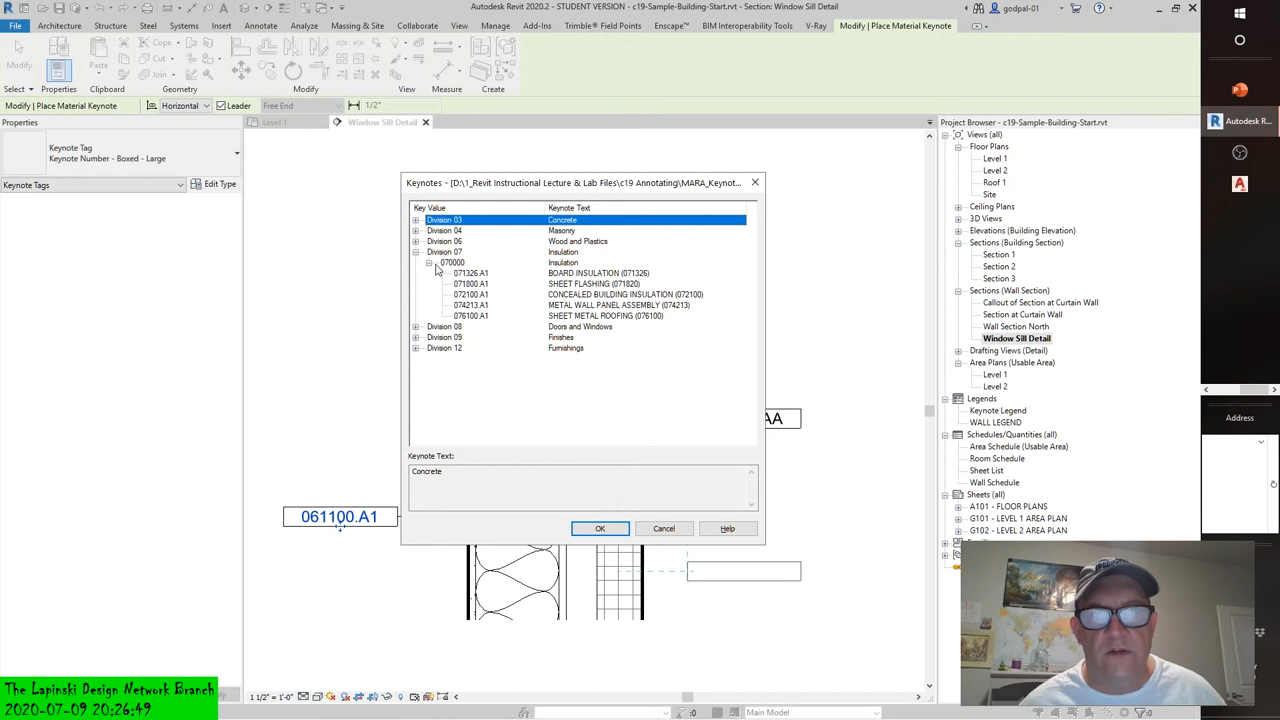 Autodesk Revit 2020.2 - STUDENT VERSION - c19-Sample-Building-Start.rvt - Section: Window Sill Detail
godpal-01
File Architecture Structure Steel Systems Insert Annotate Analyze Massing & Site Collaborate View Manage Add-Ins Trimble® Field Points Enscape™ BIM Interoperability Tools V-Ray Modify | Place Material Keynote
Modify Paste Cope Cut Join
Select Properties Clipboard Geometry Modify View Measure Create
Modify | Place Material Keynote Horizontal Leader Free End 1/2"
Properties
Level 1 Window Sill Detail
Project Browser - c19-Sample-Building-Start.rvt
Keynote Tag
Keynote Number - Boxed - Large
Keynote Tags Edit Type
Keynotes - [D:\1_Revit Instructional Lecture & Lab Files\c19 Annotating\MARA_Keynot...
Key Value Keynote Text
Division 03 Concrete
Division 04 Masonry
Division 06 Wood and Plastics
Division 07 Insulation
070000 Insulation
071326.A1 BOARD INSULATION (071326)
071800.A1 SHEET FLASHING (071820)
072100.A1 CONCEALED BUILDING INSULATION (072100)
074213.A1 METAL WALL PANEL ASSEMBLY (074213)
076100.A1 SHEET METAL ROOFING (076100)
Division 08 Doors and Windows
Division 09 Finishes
Division 12 Furnishings
Keynote Text:
Concrete
OK Cancel Help
061100.A1
AA
Views (all)
Floor Plans
Level 1
Level 2
Roof 1
Site
Ceiling Plans
3D Views
Elevations (Building Elevation)
Sections (Building Section)
Section 1
Section 2
Section 3
Sections (Wall Section)
Callout of Section at Curtain Wall
Section at Curtain Wall
Wall Section North
Window Sill Detail
Drafting Views (Detail)
Area Plans (Usable Area)
Level 1
Level 2
Legends
Keynote Legend
WALL LEGEND
Schedules/Quantities (all)
Area Schedule (Usable Area)
Room Schedule
Sheet List
Wall Schedule
Sheets (all)
A101 - FLOOR PLANS
G101 - LEVEL 1 AREA PLAN
G102 - LEVEL 2 AREA PLAN
Autodesk R...
Address
1 1/2" = 1'-0"
:0
Main Model
The Lapinski Design Network Branch
2020-07-09 20:26:49